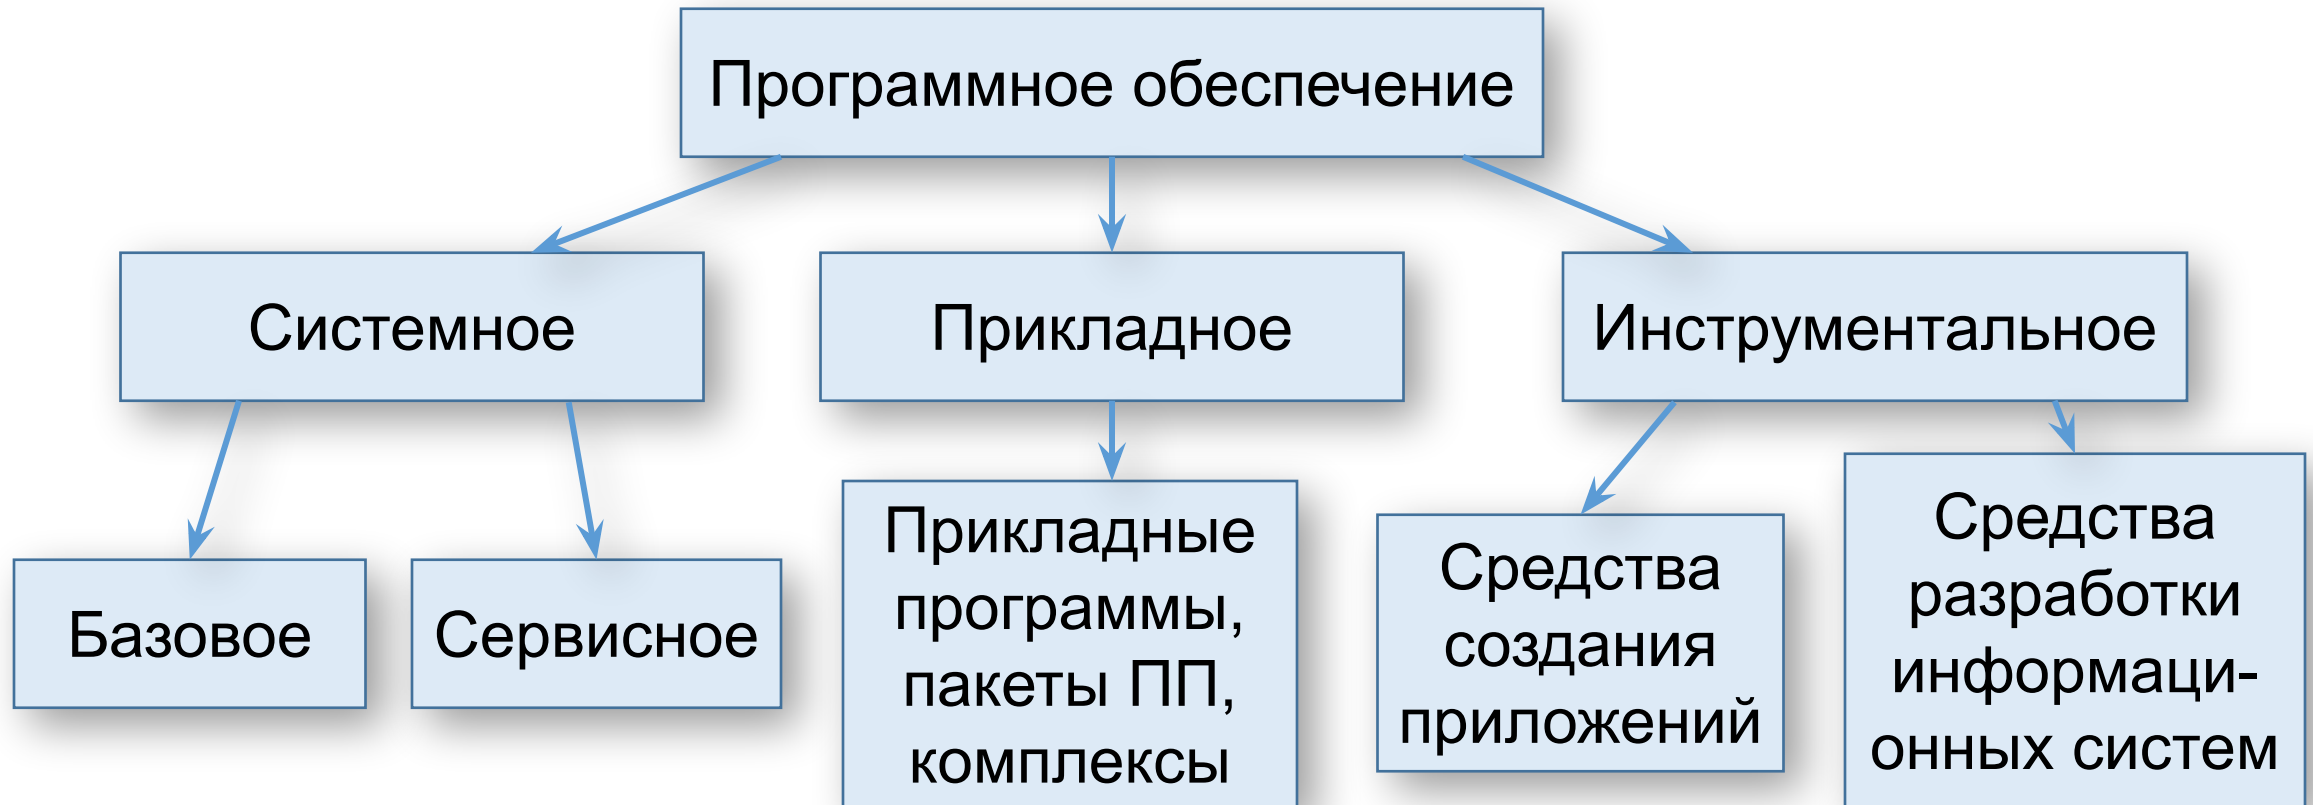 Программное обеспечение
Системное
Прикладное
Инструментальное
Базовое
Сервисное
Прикладные
программы,
пакеты ПП,
комплексы
Средства
создания
приложений
Средства
разработки
информаци-
онных систем